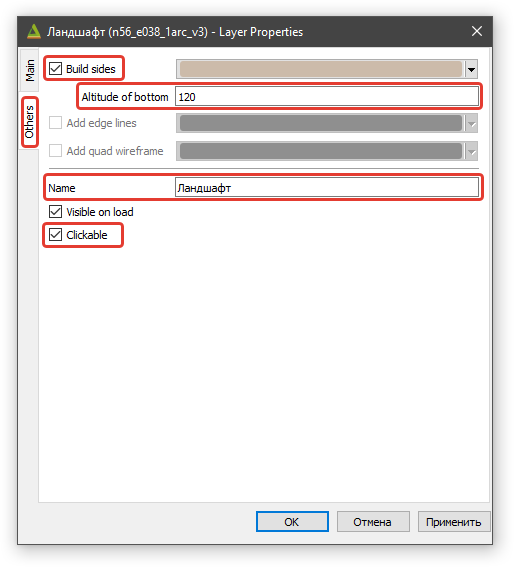 Ландшафт (n56_e038_1arc_v3) - Layer Properties
Main
Others
Build sides
Altitude of bottom 120
Add edge lines
Add quad wireframe
Name Ландшафт
Visible on load
Clickable
OK Отмена Применить